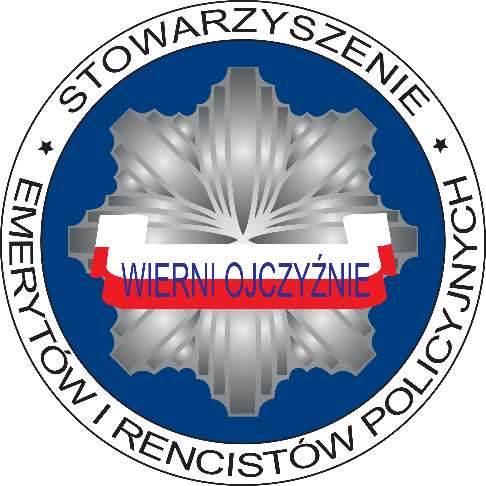 STOWARZYSZENIE
EMERYTÓW I RENCISTÓW POLICYJNYCH
WIERNI OJCZYŹNIE